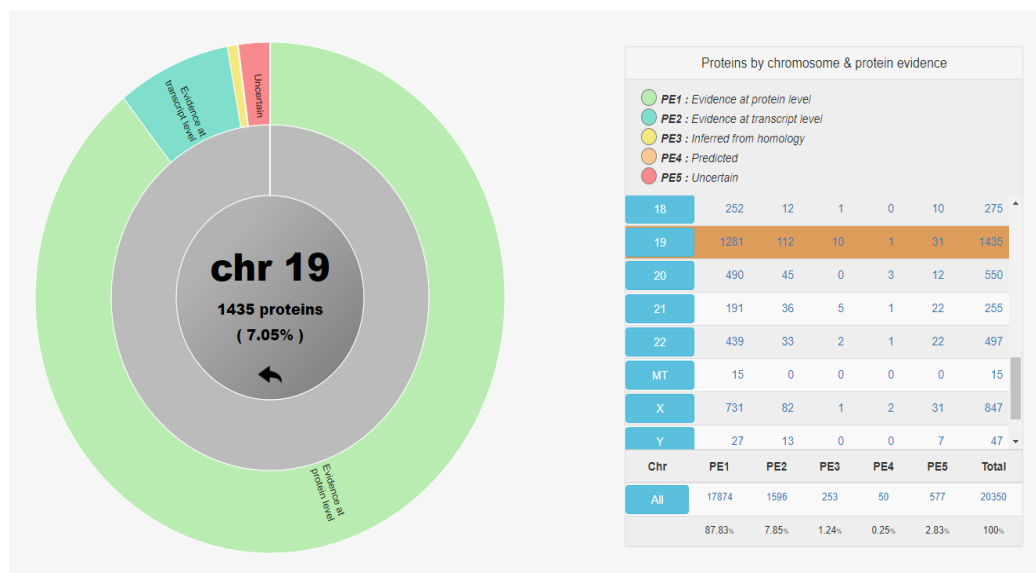 Evidence at
transcript level
Uncertain
chr 19
1435 proteins
( 7.05% )
Evidence at
protein level
Proteins by chromosome & protein evidence
PE1 : Evidence at protein level
PE2 : Evidence at transcript level
PE3 : Inferred from homology
PE4 : Predicted
PE5 : Uncertain
18 252 12 1 0 10 275
19 1281 112 10 1 31 1435
20 490 45 0 3 12 550
21 191 36 5 1 22 255
22 439 33 2 1 22 497
MT 15 0 0 0 0 15
X 731 82 1 2 31 847
Y 27 13 0 0 7 47
Chr PE1 PE2 PE3 PE4 PE5 Total
All 17874 1596 253 50 577 20350
87.83% 7.85% 1.24% 0.25% 2.83% 100%